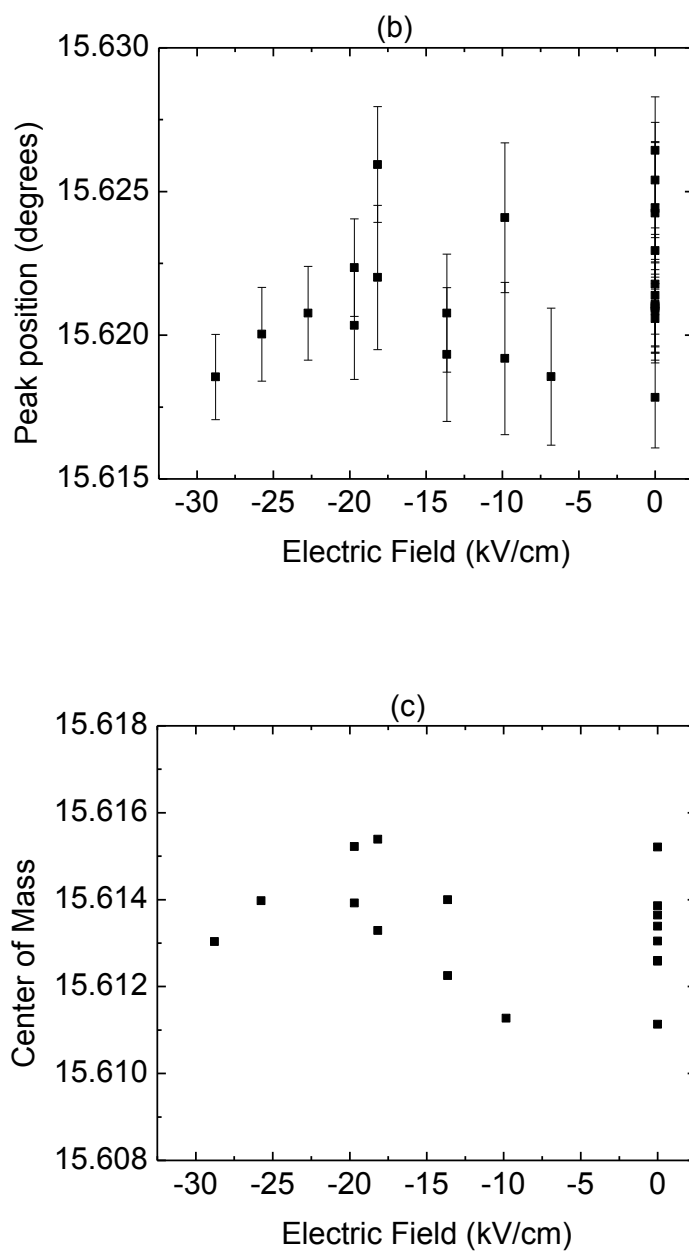 (b)
15.630
15.625
15.620
15.615
Peak position (degrees)
-30 -25 -20 -15 -10 -5 0
Electric Field (kV/cm)
(c)
15.618
15.616
15.614
15.612
15.610
15.608
Center of Mass
-30 -25 -20 -15 -10 -5 0
Electric Field (kV/cm)